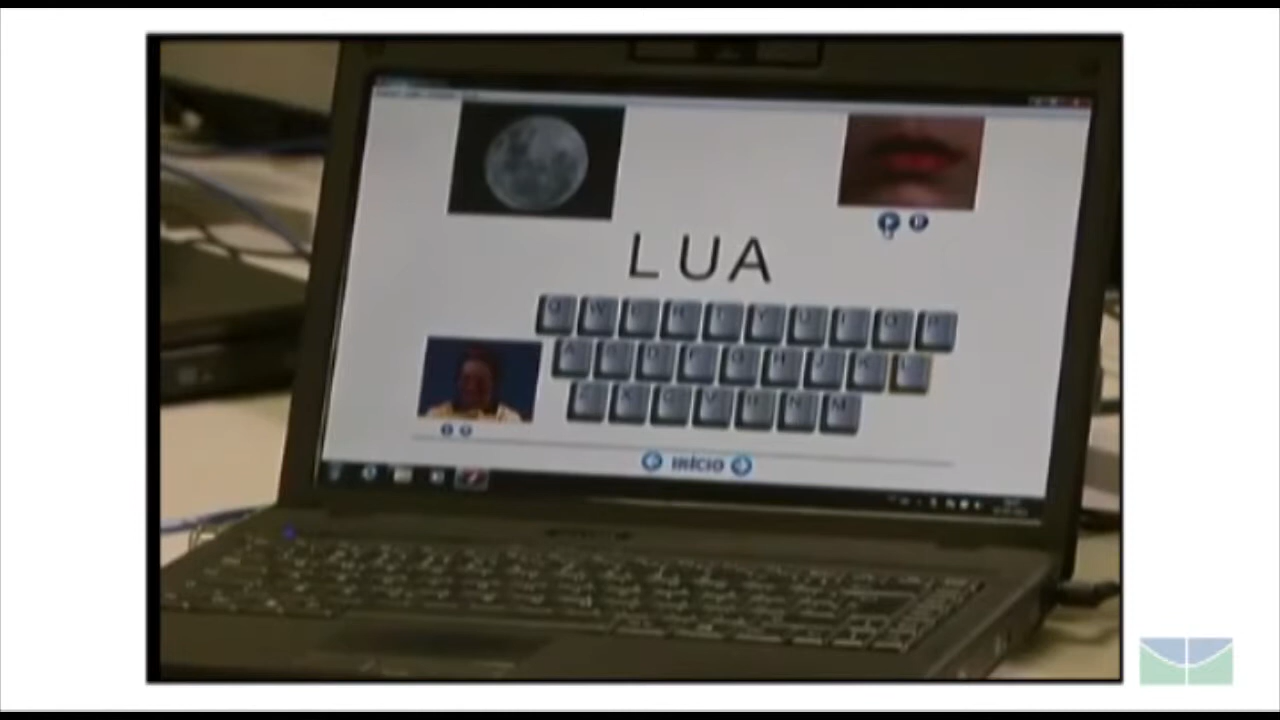 LUA
Q W E R T Y U I O P
A S D F G H J K L
Z X C V B N M
INÍCIO